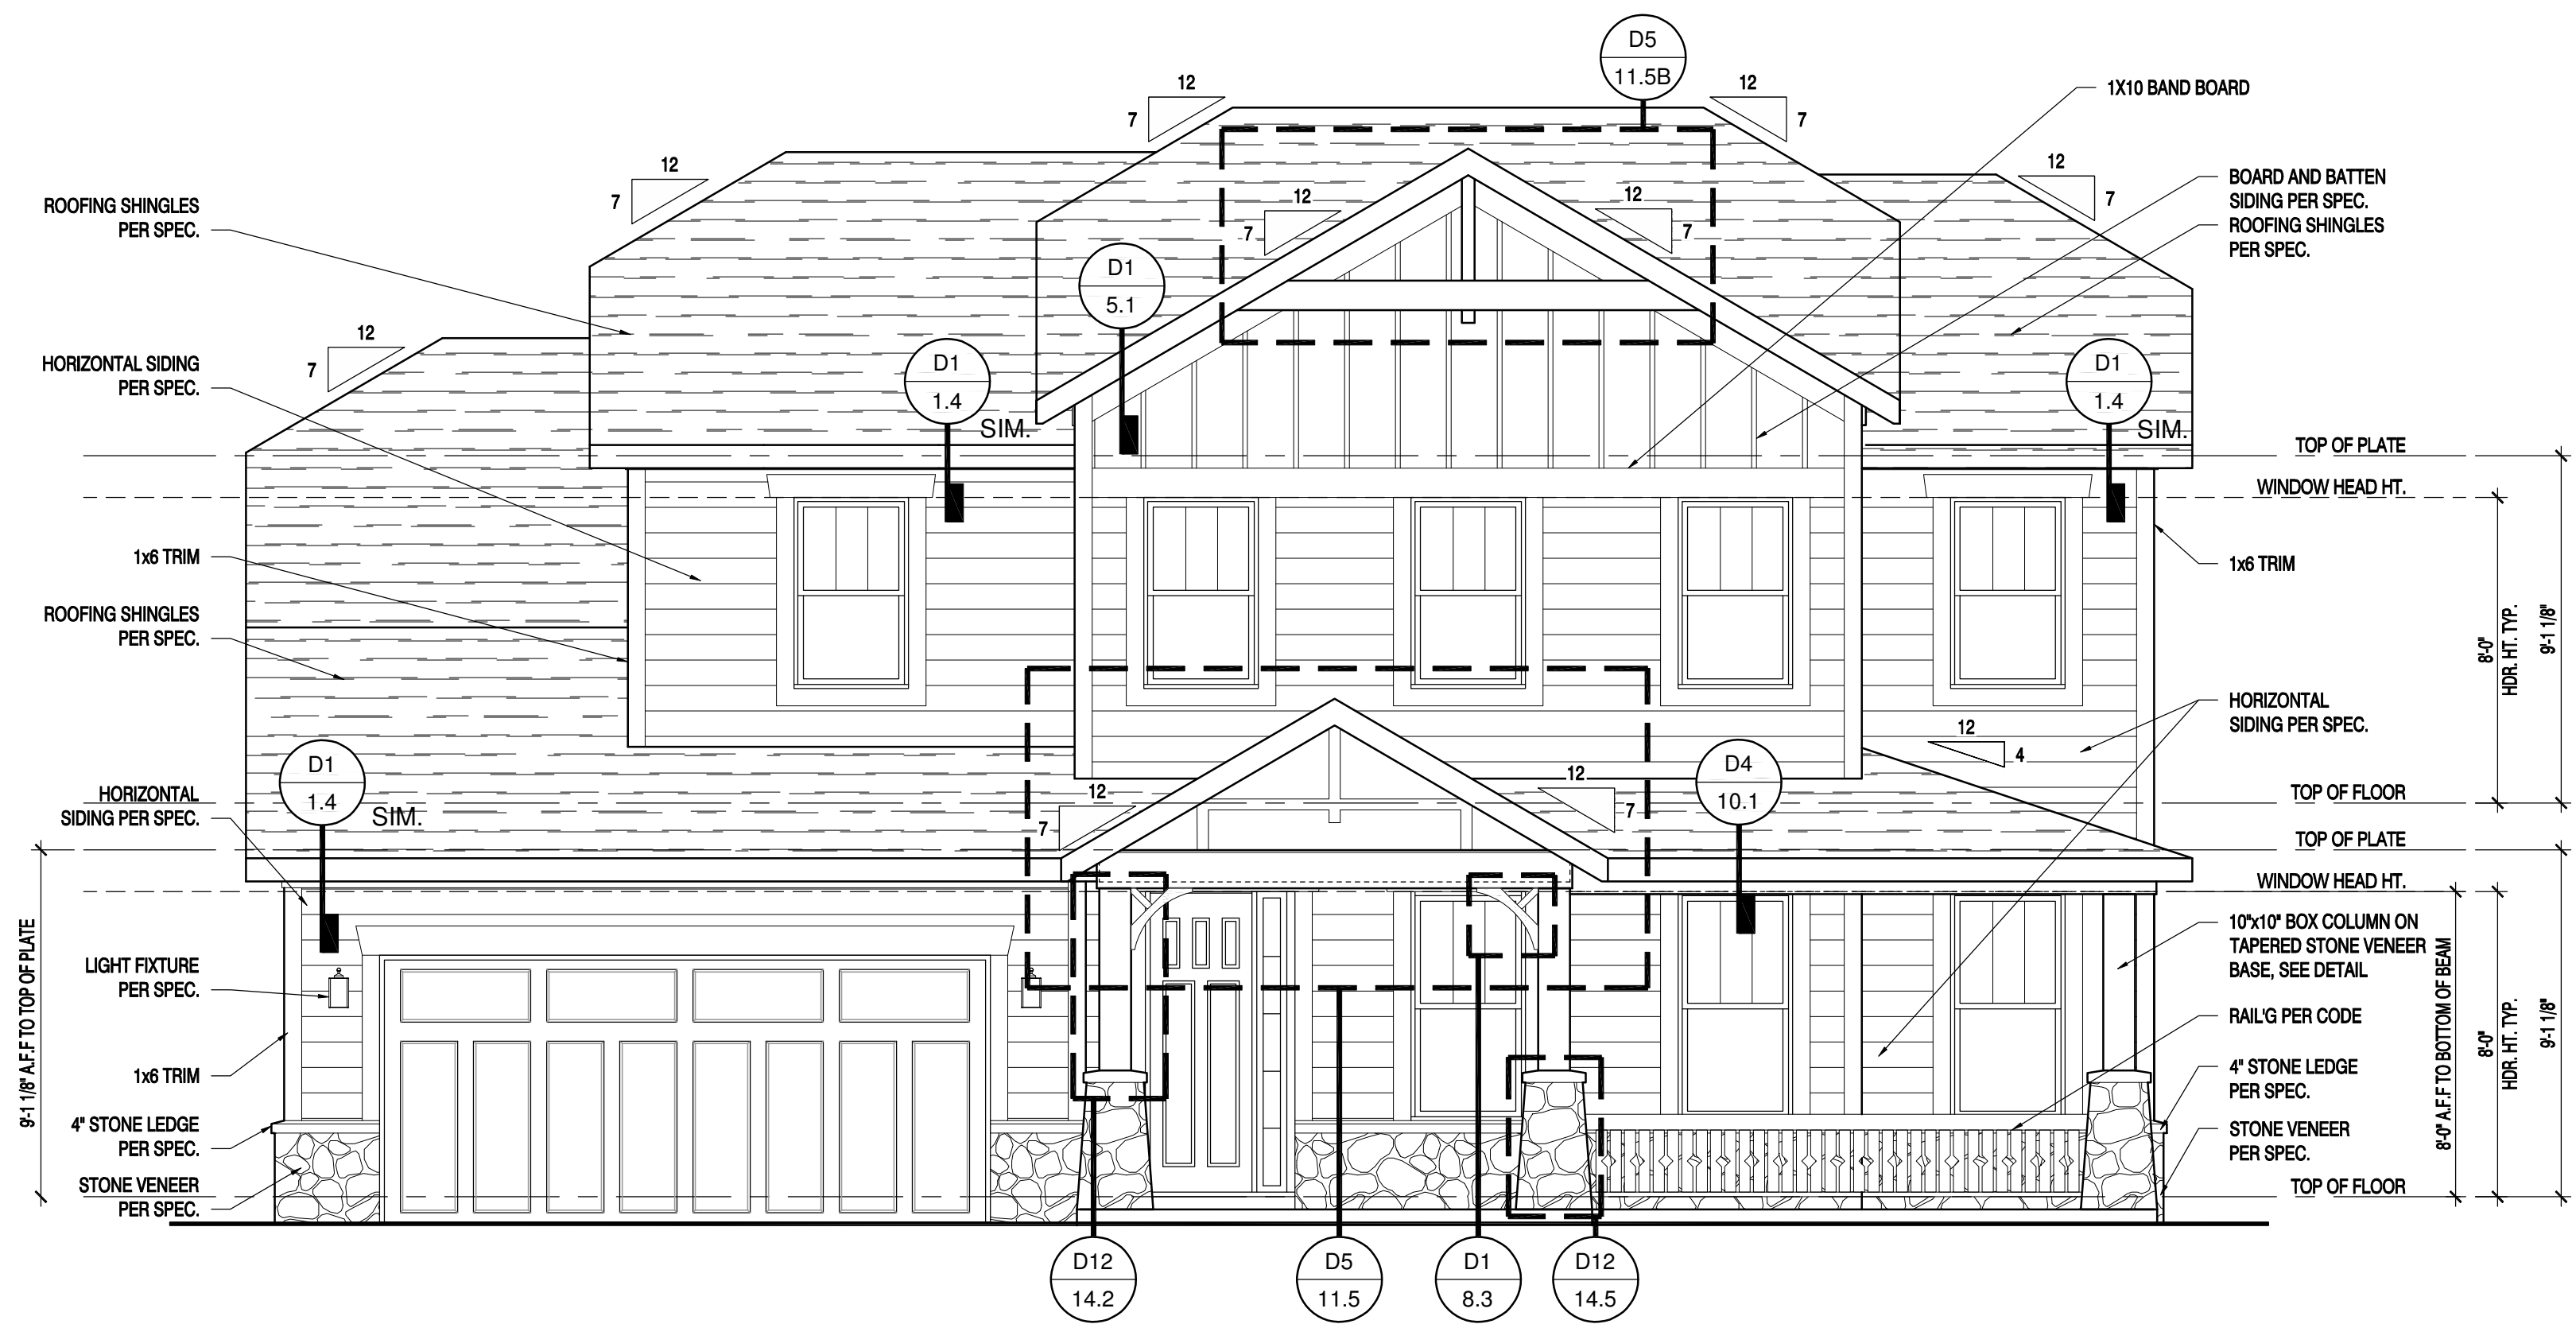 D5
11.5B
12
7
12
7
1X10 BAND BOARD
12
7
12
7
BOARD AND BATTEN
SIDING PER SPEC.
ROOFING SHINGLES
PER SPEC.
ROOFING SHINGLES
PER SPEC.
12
7
12
7
D1
5.1
12
7
HORIZONTAL SIDING
PER SPEC.
D1
1.4
SIM.
D1
1.4
SIM.
TOP OF PLATE
WINDOW HEAD HT.
1x6 TRIM
1x6 TRIM
ROOFING SHINGLES
PER SPEC.
8'-0"
HDR. HT. TYP.
9'-1 1/8"
HORIZONTAL
SIDING PER SPEC.
12
4
D1
1.4
SIM.
HORIZONTAL
SIDING PER SPEC.
12
7
12
7
D4
10.1
TOP OF FLOOR
TOP OF PLATE
WINDOW HEAD HT.
9'-1 1/8" A.F.F TO TOP OF PLATE
LIGHT FIXTURE
PER SPEC.
1x6 TRIM
4" STONE LEDGE
PER SPEC.
STONE VENEER
PER SPEC.
10"x10" BOX COLUMN ON
TAPERED STONE VENEER
BASE, SEE DETAIL
RAIL'G PER CODE
4" STONE LEDGE
PER SPEC.
STONE VENEER
PER SPEC.
TOP OF FLOOR
8'-0" A.F.F TO BOTTOM OF BEAM
8'-0"
HDR. HT. TYP.
9'-1 1/8"
D12
14.2
D5
11.5
D1
8.3
D12
14.5